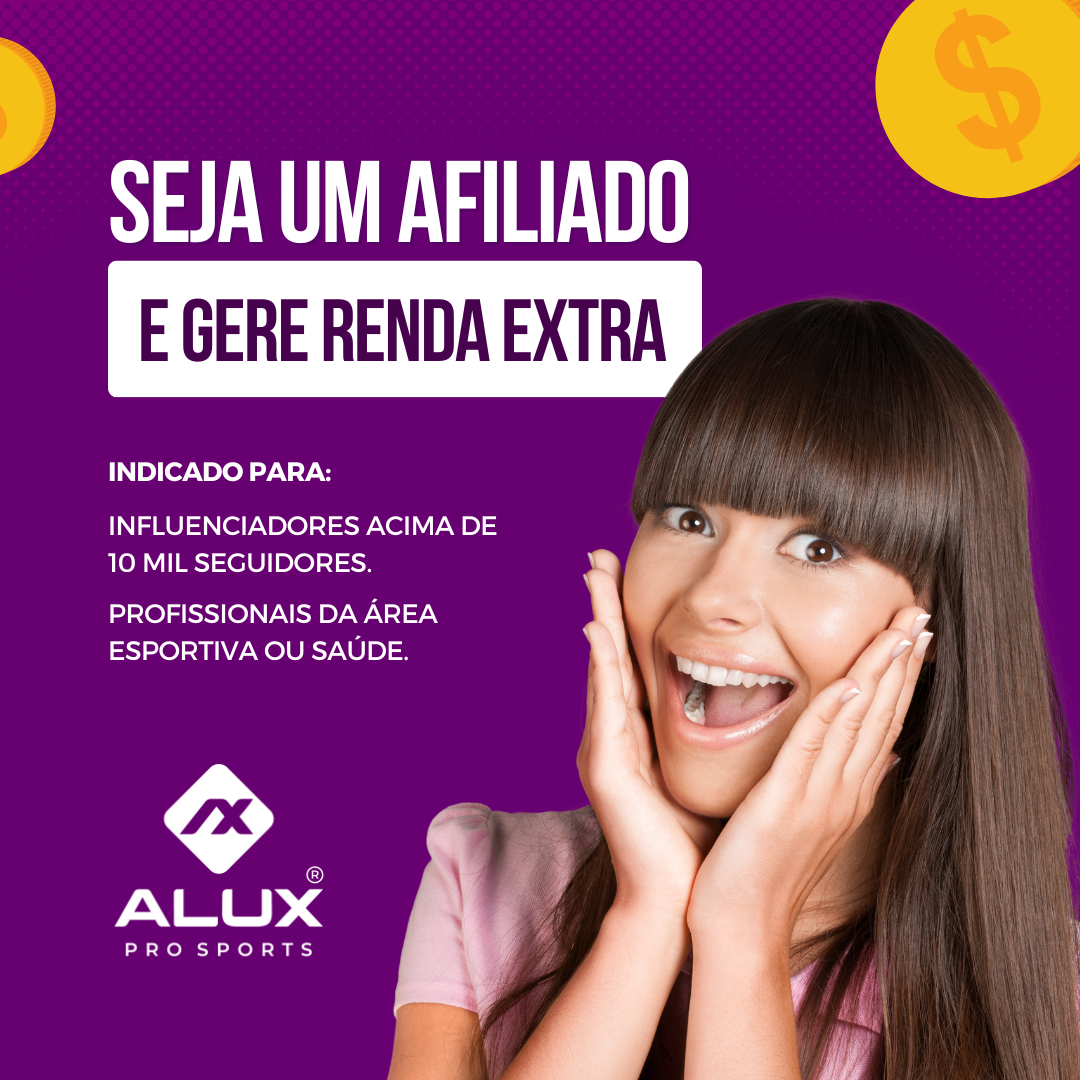 SEJA UM AFILIADO
E GERE RENDA EXTRA
INDICADO PARA:
INFLUENCIADORES ACIMA DE
10 MIL SEGUIDORES.
PROFISSIONAIS DA ÁREA
ESPORTIVA OU SAÚDE.
AX
ALUX®
PRO SPORTS
$